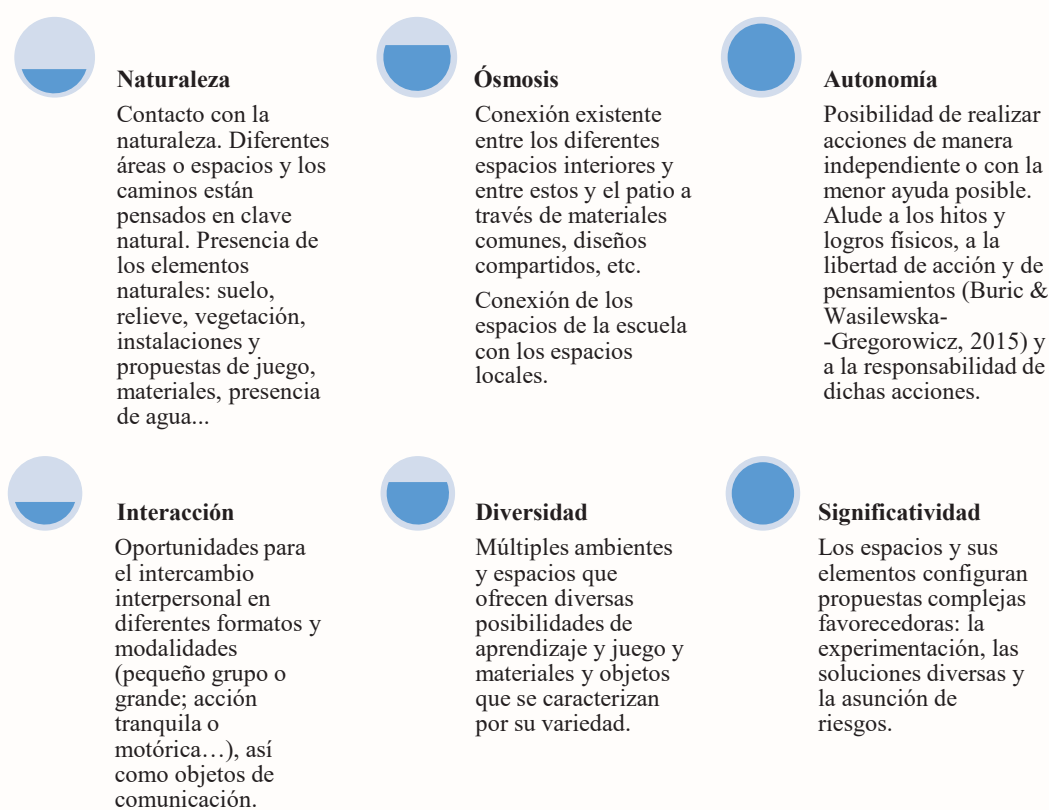 Naturaleza
Contacto con la
naturaleza. Diferentes
áreas o espacios y los
caminos están
pensados en clave
natural. Presencia de
los elementos
naturales: suelo,
relieve, vegetación,
instalaciones y
propuestas de juego,
materiales, presencia
de agua...
Ósmosis
Conexión existente
entre los diferentes
espacios interiores y
entre estos y el patio a
través de materiales
comunes, diseños
compartidos, etc.
Conexión de los
espacios de la escuela
con los espacios
locales.
Autonomía
Posibilidad de realizar
acciones de manera
independiente o con la
menor ayuda posible.
Alude a los hitos y
logros físicos, a la
libertad de acción y de
pensamientos (Buric &
Wasilewska-
-Gregorowicz, 2015) y
a la responsabilidad de
dichas acciones.
Interacción
Oportunidades para
el intercambio
interpersonal en
diferentes formatos y
modalidades
(pequeño grupo o
grande; acción
tranquila o
motórica…), así
como objetos de
comunicación.
Diversidad
Múltiples ambientes
y espacios que
ofrecen diversas
posibilidades de
aprendizaje y juego y
materiales y objetos
que se caracterizan
por su variedad.
Significatividad
Los espacios y sus
elementos configuran
propuestas complejas
favorecedoras: la
experimentación, las
soluciones diversas y
la asunción de
riesgos.